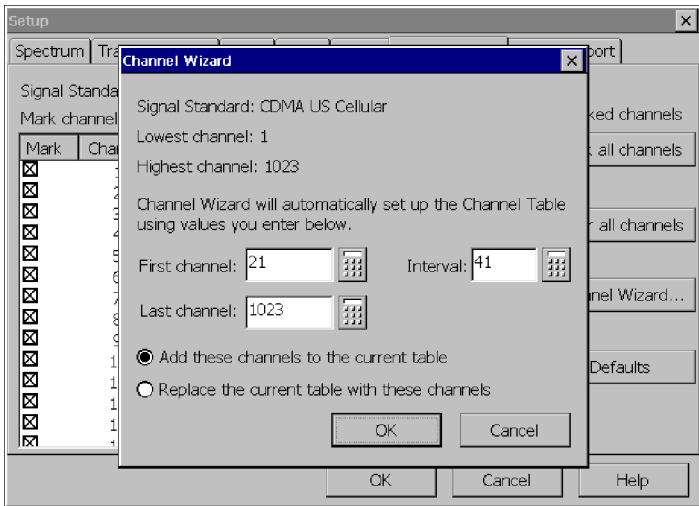 Setup
Spectrum
Channel Wizard
Signal
Mark
Mark
Signal Standard: CDMA US Cellular
Lowest channel: 1
Highest channel: 1023
Channel Wizard will automatically set up the Channel Table
using values you enter below.
First channel: 21
Interval: 41
Last channel: 1023
Add these channels to the current table
Replace the current table with these channels
OK
Cancel
channels
all channels
all channels
Wizard...
Defaults
OK
Cancel
Help